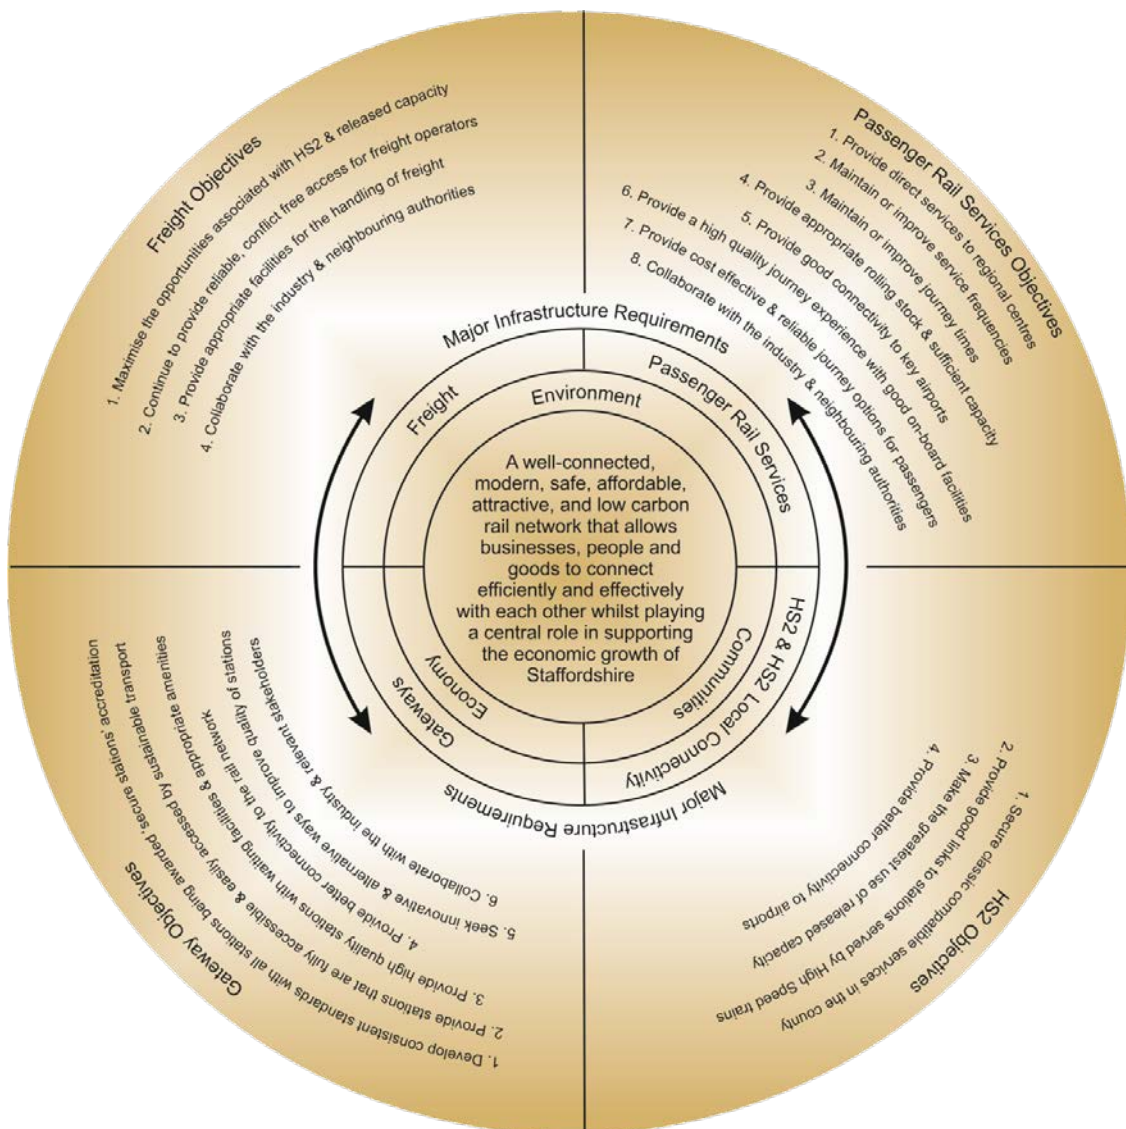 Freight Objectives
1. Maximise the opportunities associated with HS2 & released capacity
2. Continue to provide reliable, conflict free access for freight operators
3. Provide appropriate facilities for the handling of freight
4. Collaborate with the industry & neighbouring authorities
Passenger Rail Services Objectives
1. Provide direct services to regional centres
2. Maintain or improve service frequencies
3. Maintain or improve journey times
4. Provide appropriate rolling stock & sufficient capacity
5. Provide good connectivity to key airports
6. Provide a high quality journey experience with good on-board facilities
7. Provide cost effective & reliable journey options for passengers
8. Collaborate with the industry & neighbouring authorities
Major Infrastructure Requirements
Freight
Passenger Rail Services
Environment
A well-connected,
modern, safe, affordable,
attractive, and low carbon
rail network that allows
businesses, people and
goods to connect
efficiently and effectively
with each other whilst playing
a central role in supporting
the economic growth of
Staffordshire
Economy
Communities
Gateways
HS2 & HS2 Local Connectivity
Major Infrastructure Requirements
Gateway Objectives
1. Develop consistent standards with all stations being awarded 'secure stations' accreditation
2. Provide stations that are fully accessible & easily accessed by sustainable transport
3. Provide high quality stations with waiting facilities & appropriate amenities
4. Provide better connectivity to the rail network
5. Seek innovative & alternative ways to improve quality of stations
6. Collaborate with the industry & relevant stakeholders
HS2 Objectives
1. Secure classic compatible services in the county
2. Provide good links to stations served by High Speed trains
3. Make the greatest use of released capacity
4. Provide better connectivity to airports